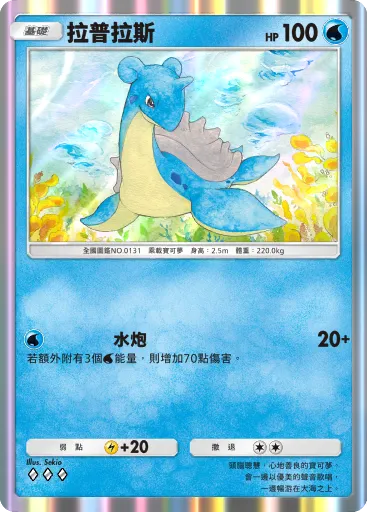 基礎 拉普拉斯 HP 100
全國圖鑑NO.0131 乘載寶可夢 身高：2.5m 體重：220.0kg
水炮 20+
若額外附有3個能量，則增加70點傷害。
弱點 +20 撤退
Illus. Sekio
頭腦聰慧、心地善良的寶可夢。
會一邊以優美的聲音歌唱，
一邊暢游在大海之上。